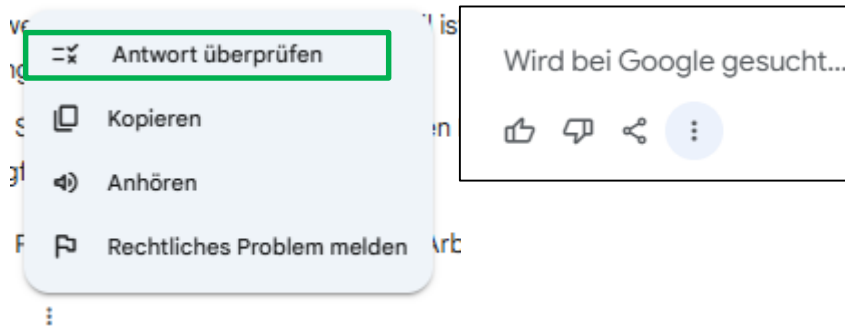 Antwort überprüfen
Kopieren
Anhören
Rechtliches Problem melden
Wird bei Google gesucht...